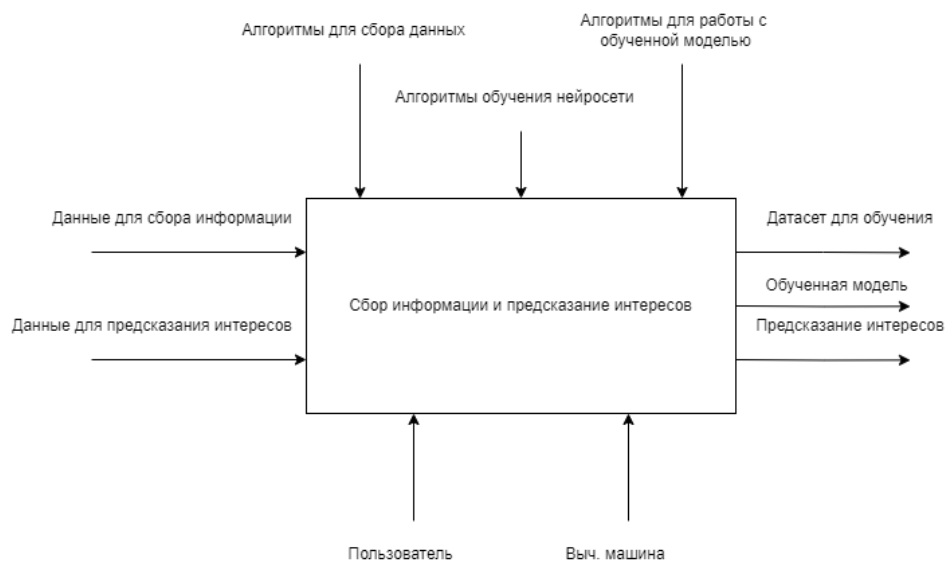 Алгоритмы для сбора данных
Алгоритмы для работы с
обученной моделью
Алгоритмы обучения нейросети
Данные для сбора информации
Датасет для обучения
Обученная модель
Сбор информации и предсказание интересов
Данные для предсказания интересов
Предсказание интересов
Пользователь
Выч. машина